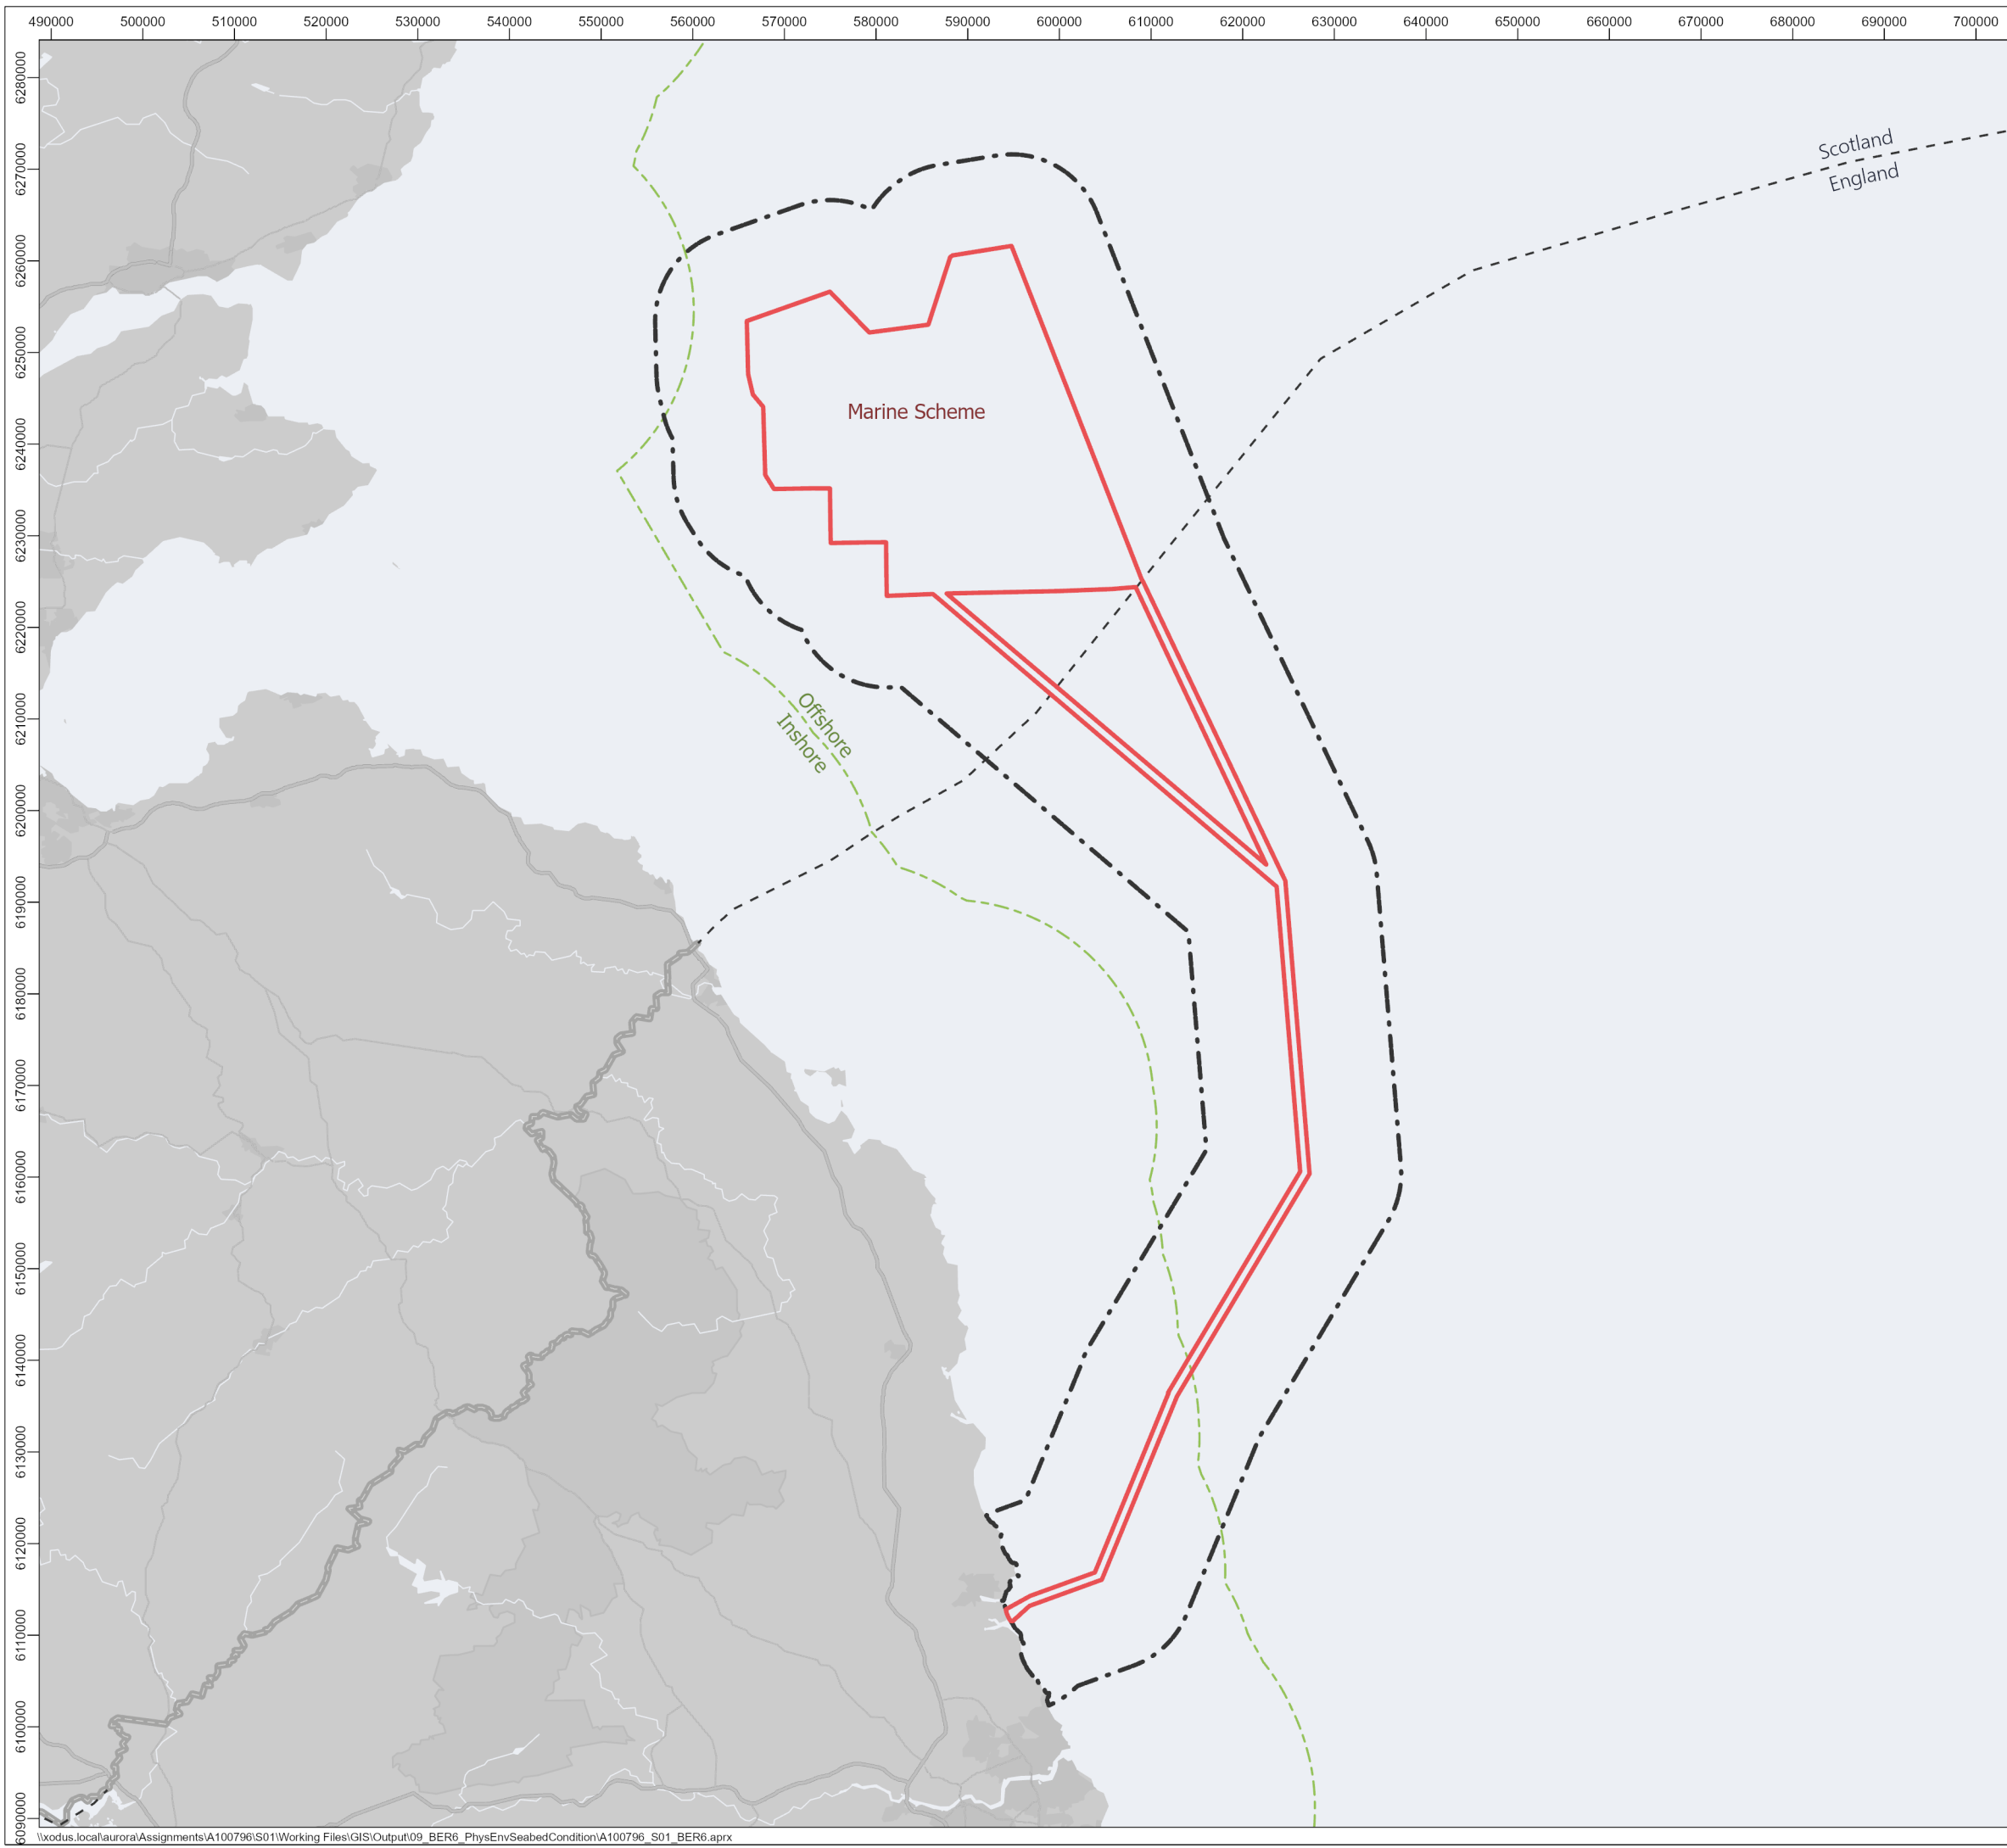 490000 500000 510000 520000 530000 540000 550000 560000 570000 580000 590000 600000 610000 620000 630000 640000 650000 660000 670000 680000 690000 700000
6280000
6270000
6260000
6250000
6240000
6230000
6220000
6210000
6200000
6190000
6180000
6170000
6160000
6150000
6140000
6130000
6120000
6110000
6100000
6090000
Scotland
England
Marine Scheme
Offshore
Inshore
\\xodus.local\aurora\Assignments\A100796\S01\Working Files\GIS\Output\09_BER6_PhysEnvSeabedCondition\A100796_S01_BER6.aprx